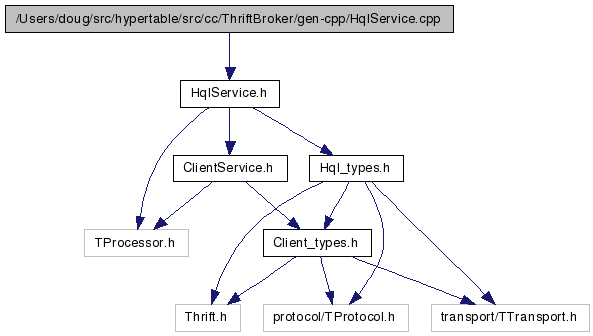 /Users/doug/src/hypertable/src/cc/ThriftBroker/gen-cpp/HqlService.cpp
HqlService.h
ClientService.h
Hql_types.h
TProcessor.h
Client_types.h
Thrift.h
protocol/TProtocol.h
transport/TTransport.h